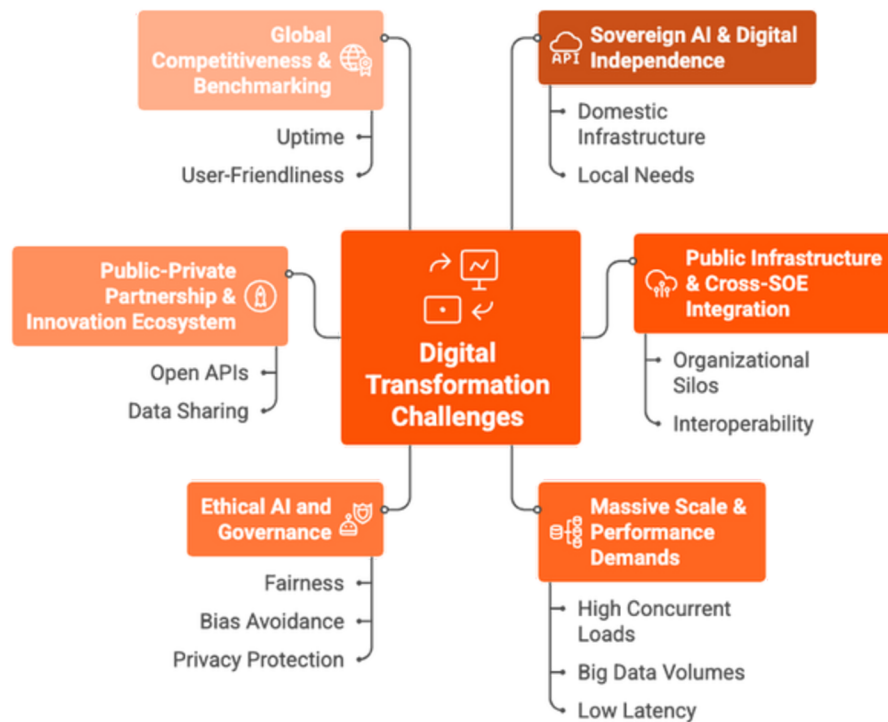 Global
Competitiveness &
Benchmarking
Uptime
User-Friendliness
API
Sovereign AI & Digital
Independence
Domestic
Infrastructure
Local Needs
Public-Private
Partnership &
Innovation Ecosystem
Open APIs
Data Sharing
Digital
Transformation
Challenges
Public Infrastructure
& Cross-SOE
Integration
Organizational
Silos
Interoperability
Ethical AI and
Governance
Fairness
Bias Avoidance
Privacy Protection
Massive Scale &
Performance
Demands
High Concurrent
Loads
Big Data Volumes
Low Latency